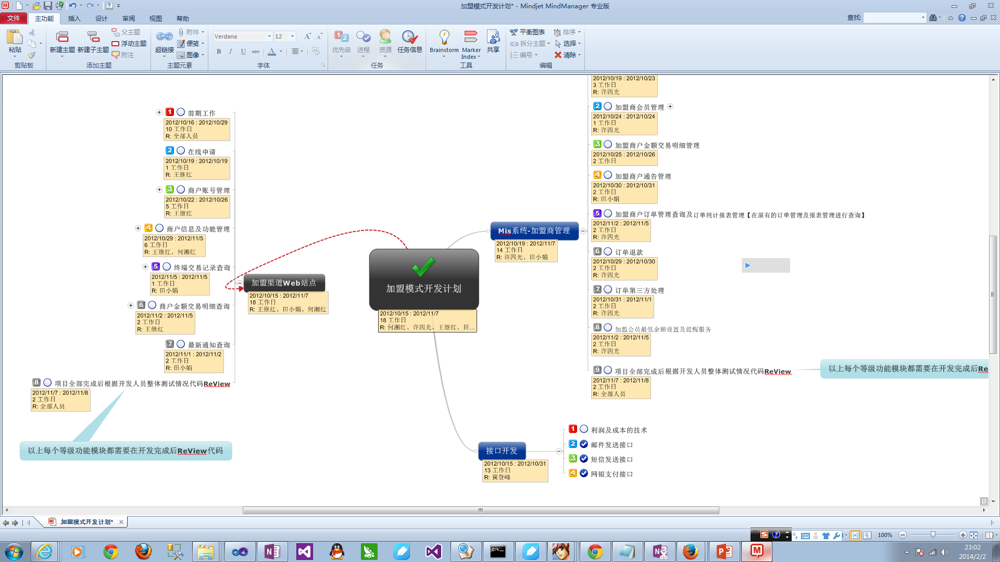 加盟模式开发计划* - Mindjet MindManager 专业版
文件 主功能 插入 设计 审阅 视图 帮助 查找:
粘贴
剪贴板
新建主题 新建子主题
父主题
浮动主题
附注
添加主题
超链接
附件
便笺
图像
主题元素
Verdana 12
B I U ABC A
字体
优先级 进程 资源 任务信息
任务
Brainstorm Marker Index 共享
工具
平衡图表 排序
拆分主题 选择
编号 清除
编辑
1 前期工作
2012/10/16 : 2012/10/29
10 工作日
R: 全部人员
2 在线申请
2012/10/19 : 2012/10/19
1 工作日
R: 王继红
3 商户账号管理
2012/10/22 : 2012/10/26
5 工作日
R: 王继红
4 商户信息及功能管理
2012/10/29 : 2012/11/5
6 工作日
R: 王继红、何湘红
5 终端交易记录查询
2012/11/5 : 2012/11/5
1 工作日
R: 田小娟
6 商户金额交易明细查询
2012/11/2 : 2012/11/5
2 工作日
R: 王继红
7 最新通知查询
2012/11/1 : 2012/11/2
2 工作日
R: 田小娟
8 项目全部完成后根据开发人员整体测试情况代码ReView
2012/11/7 : 2012/11/8
2 工作日
R: 全部人员
以上每个等级功能模块都需要在开发完成后ReView代码
加盟渠道Web站点
2012/10/15 : 2012/11/7
18 工作日
R: 王继红、田小娟、何湘红
加盟模式开发计划
2012/10/15 : 2012/11/7
18 工作日
R: 何湘红、许四光、王继红、田...
Mis系统-加盟商管理
2012/10/19 : 2012/11/7
14 工作日
R: 许四光、田小娟
2012/10/19 : 2012/10/23
3 工作日
R: 许四光
2 加盟商会员管理
2012/10/24 : 2012/10/24
1 工作日
R: 许四光
3 加盟商户金额交易明细管理
2012/10/25 : 2012/10/26
2 工作日
4 加盟商户通告管理
2012/10/30 : 2012/10/31
2 工作日
R: 田小娟
5 加盟商户订单管理查询及订单统计报表管理【在原有的订单管理及报表管理进行查询】
2012/11/2 : 2012/11/5
2 工作日
R: 许四光
6 订单退款
2012/10/29 : 2012/10/30
2 工作日
R: 许四光
7 订单第三方处理
2012/10/31 : 2012/11/1
2 工作日
R: 许四光
8 加盟会员最低余额设置及提醒服务
2012/11/2 : 2012/11/5
2 工作日
R: 许四光
9 项目全部完成后根据开发人员整体测试情况代码ReView
2012/11/7 : 2012/11/8
2 工作日
R: 全部人员
以上每个等级功能模块都需要在开发完成后Re
接口开发
2012/10/15 : 2012/10/31
13 工作日
R: 冀登峰
1 利润及成本的技术
2 邮件发送接口
3 短信发送接口
4 网银支付接口
加盟模式开发计划*
100%
23:02
2014/2/2